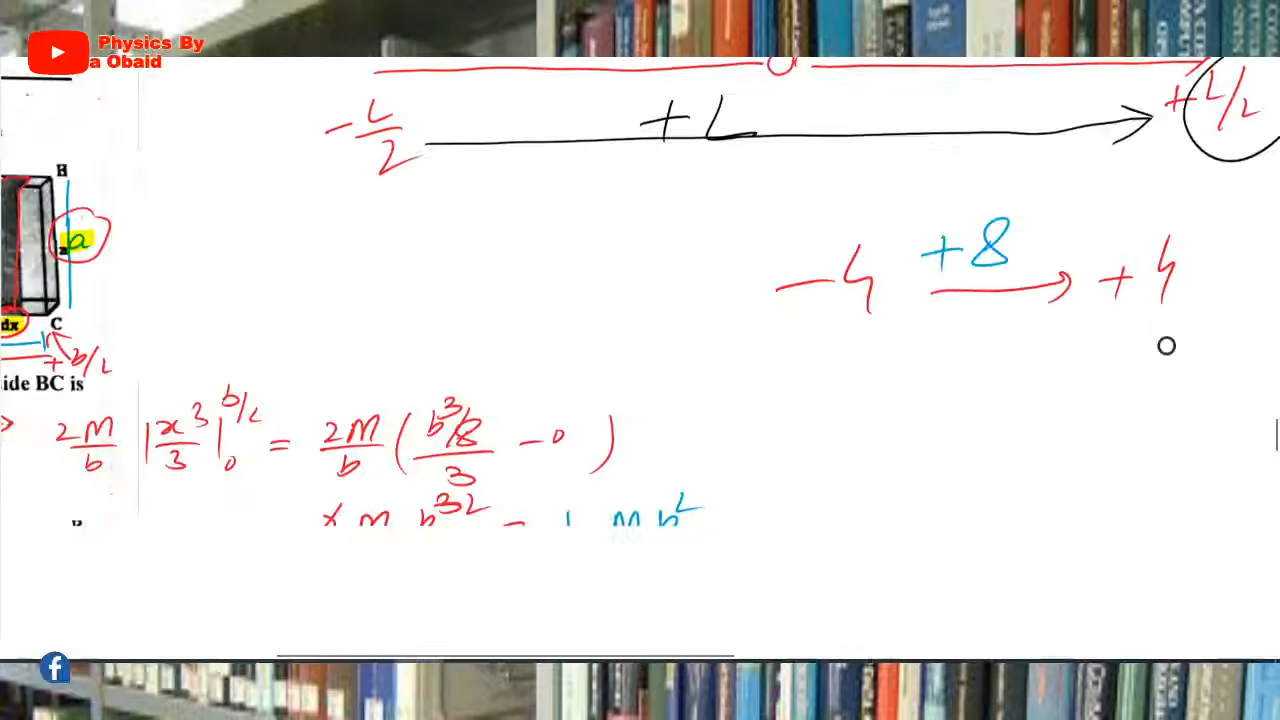 Physics By
a Obaid
-L/2
+L
+L/2
H
a
dx
C
+b/2
ide BC is
-4 +8 → +4
2M/b |x³/3|₀^(b/2) = 2M/b (b³/8 / 3 - 0)